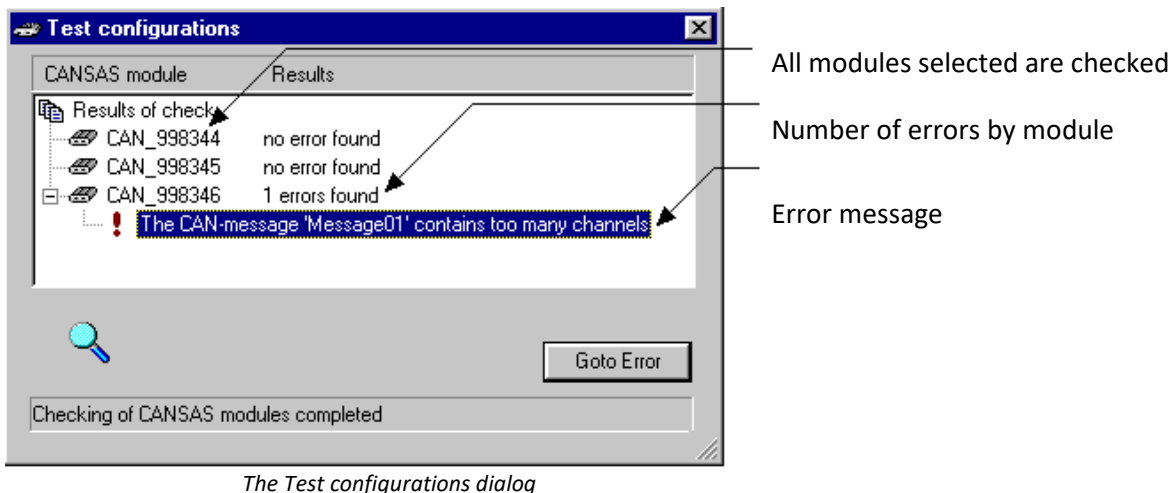 Test configurations
CANSAS module Results
Results of check
CAN_998344 no error found
CAN_998345 no error found
CAN_998346 1 errors found
The CAN-message 'Message01' contains too many channels
Goto Error
Checking of CANSAS modules completed
All modules selected are checked
Number of errors by module
Error message
The Test configurations dialog